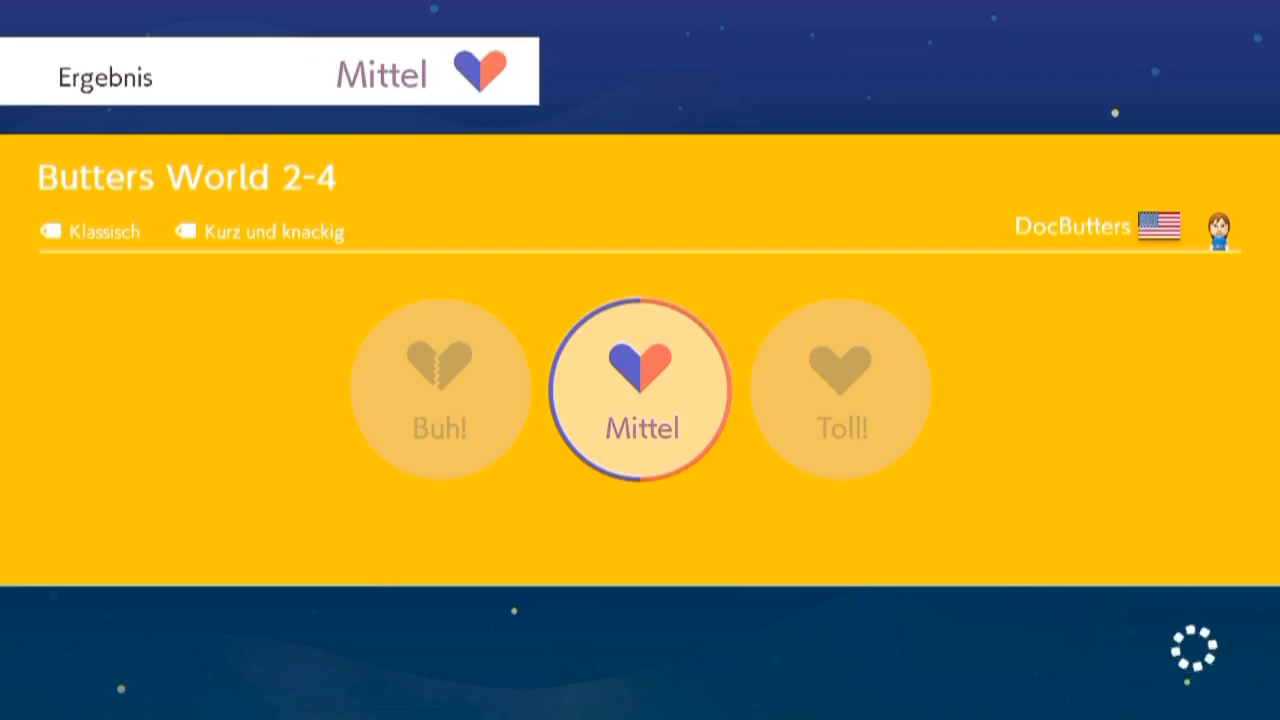 Ergebnis Mittel
Butters World 2-4
Klassisch Kurz und knackig
DocButters
Buh! Mittel Toll!